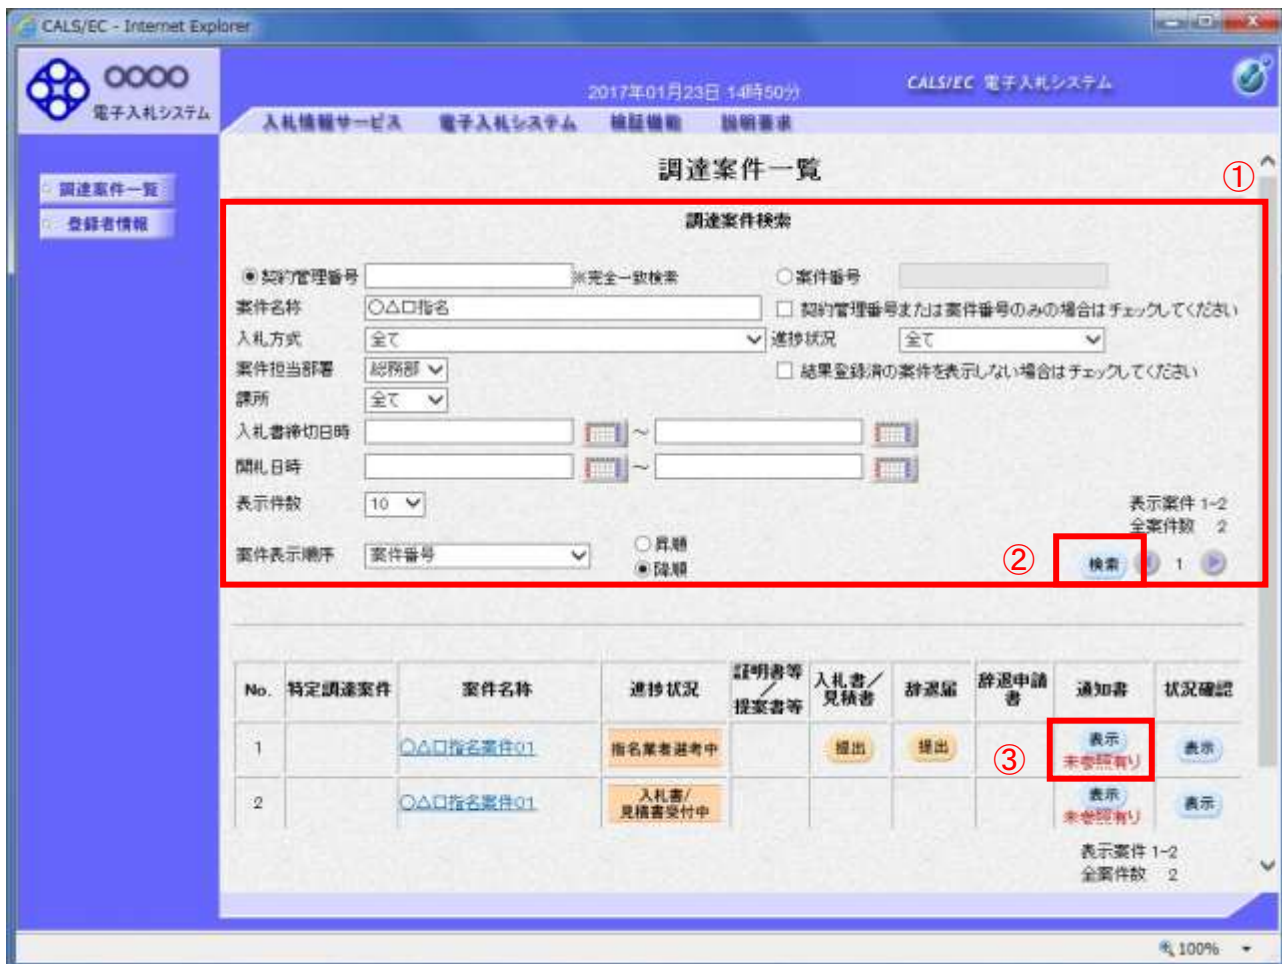 CALS/EC - Internet Explorer
○○○○
電子入札システム
2017年01月23日 14時50分
CALS/EC 電子入札システム
入札情報サービス 電子入札システム 検証機能 説明要求
調達案件一覧
登録者情報
調達案件一覧
①
調達案件検索
契約管理番号 ※完全一致検索 案件番号
案件名称 ○△□指名 契約管理番号または案件番号のみの場合はチェックしてください
入札方式 全て 進捗状況 全て
案件担当部署 総務部 結果登録済の案件を表示しない場合はチェックしてください
課所 全て
入札書締切日時 ～
開札日時 ～
表示件数 10
表示案件 1-2
全案件数 2
案件表示順序 案件番号 昇順
降順
② 検索 1
No. 特定調達案件 案件名称 進捗状況 証明書等／提案書等 入札書／見積書 辞退届 辞退申請書 通知書 状況確認
1 ○△□指名案件01 指名業者選考中 提出 提出 ③ 表示 未参照有り 表示
2 ○△□指名案件01 入札書/見積書受付中 表示 未参照有り 表示
表示案件 1-2
全案件数 2
100%